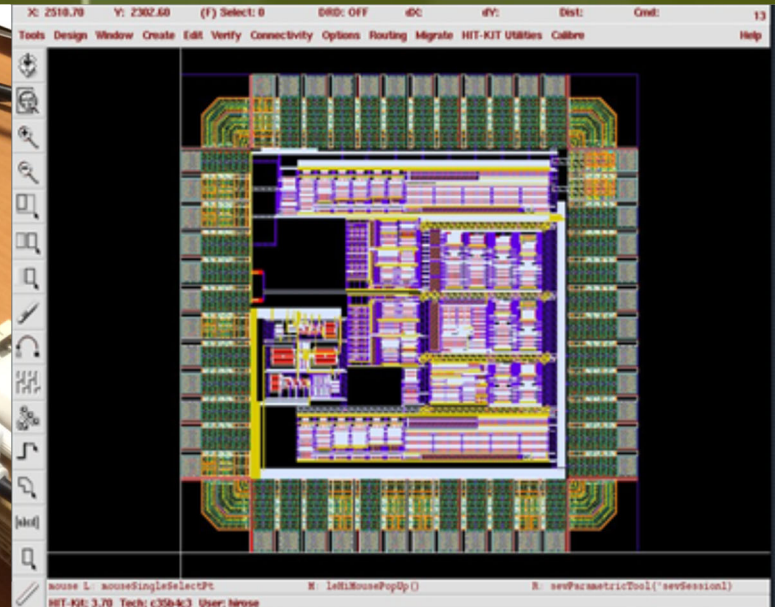 X: 2510.70 Y: 2302.60 (F) Select: 0 DRD: OFF dX: dY: Dist: Cmd: 13
Tools Design Window Create Edit Verify Connectivity Options Routing Migrate HIT-KIT Utilities Calibre Help
[abcd]
mouse L: mouseSingleSelectPt M: leHiMousePopUp() R: sevParametricTool('sevSession1)
HIT-Kit: 3.70 Tech: c35b4c3 User: hirose